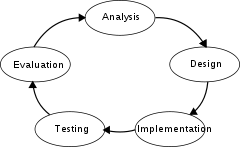 Analysis
Design
Implementation
Testing
Evaluation